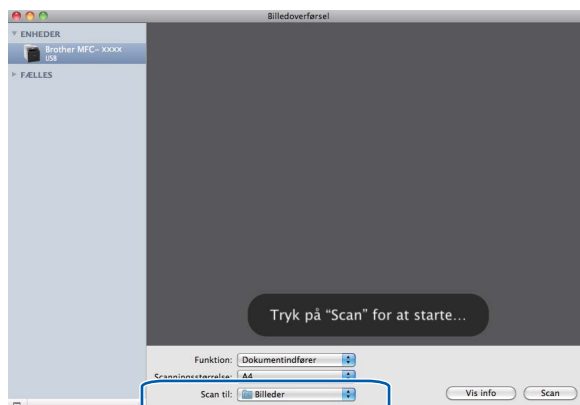 Billedoverførsel
ENHEDER
Brother MFC- xxxx
USB
FÆLLES
Tryk på "Scan" for at starte...
Funktion: Dokumentindfører
Scanningsstørrelse: A4
Scan til: Billeder
Vis info Scan